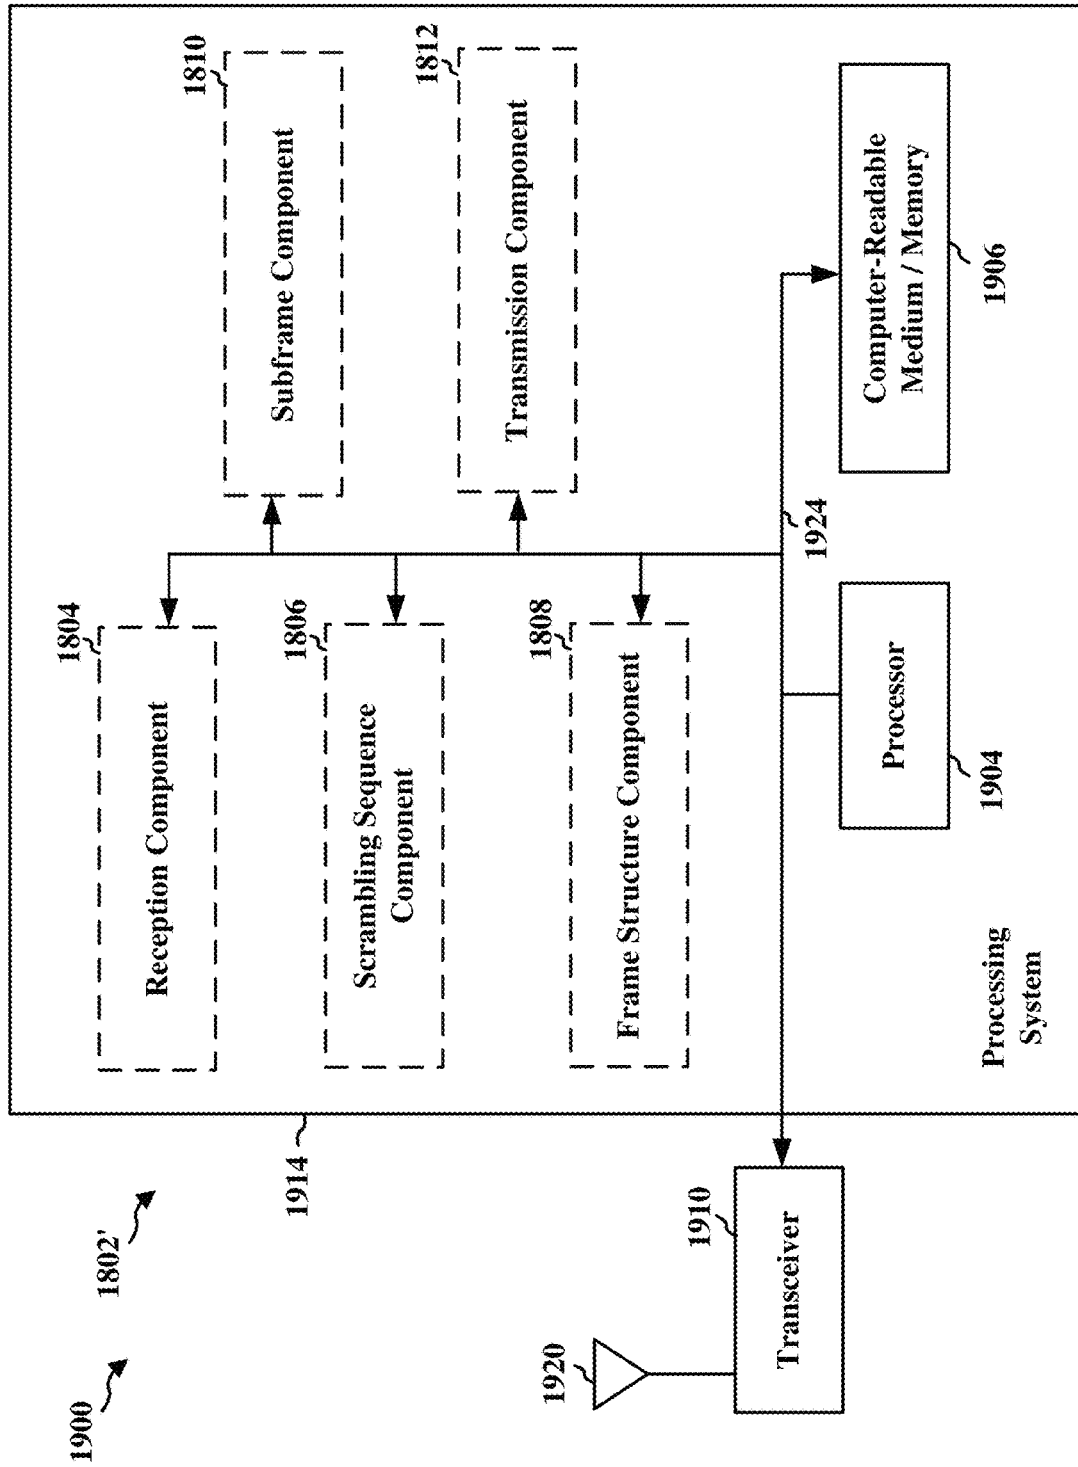 1900
1802'
1914
1804
Reception Component
1810
Subframe Component
1806
Scrambling Sequence
Component
1812
Transmission Component
1808
Frame Structure Component
1920
1910
Transceiver
1924
Processor
1904
Computer-Readable
Medium / Memory
1906
Processing
System